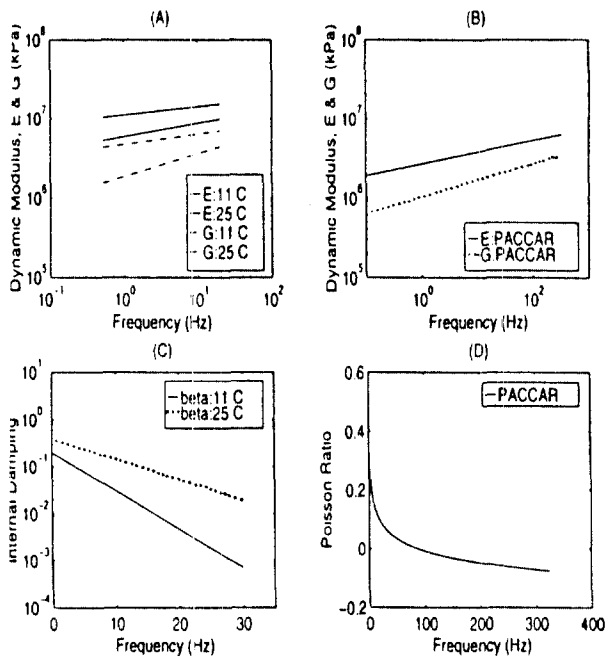 (A)
Dynamic Modulus, E & G (kPa)
10^8
10^7
10^6
10^5
E:11 C
E:25 C
G:11 C
G:25 C
10^-1
10^0
10^1
10^2
Frequency (Hz)
(B)
Dynamic Modulus, E & G (kPa)
10^8
10^7
10^6
10^5
E:PACCAR
G:PACCAR
10^0
10^2
Frequency (Hz)
(C)
Internal Damping
10^1
10^0
10^-1
10^-2
10^-3
10^-4
beta:11 C
beta:25 C
0
10
20
30
Frequency (Hz)
(D)
Poisson Ratio
0.6
0.4
0.2
0
-0.2
PACCAR
0
100
200
300
400
Frequency (Hz)